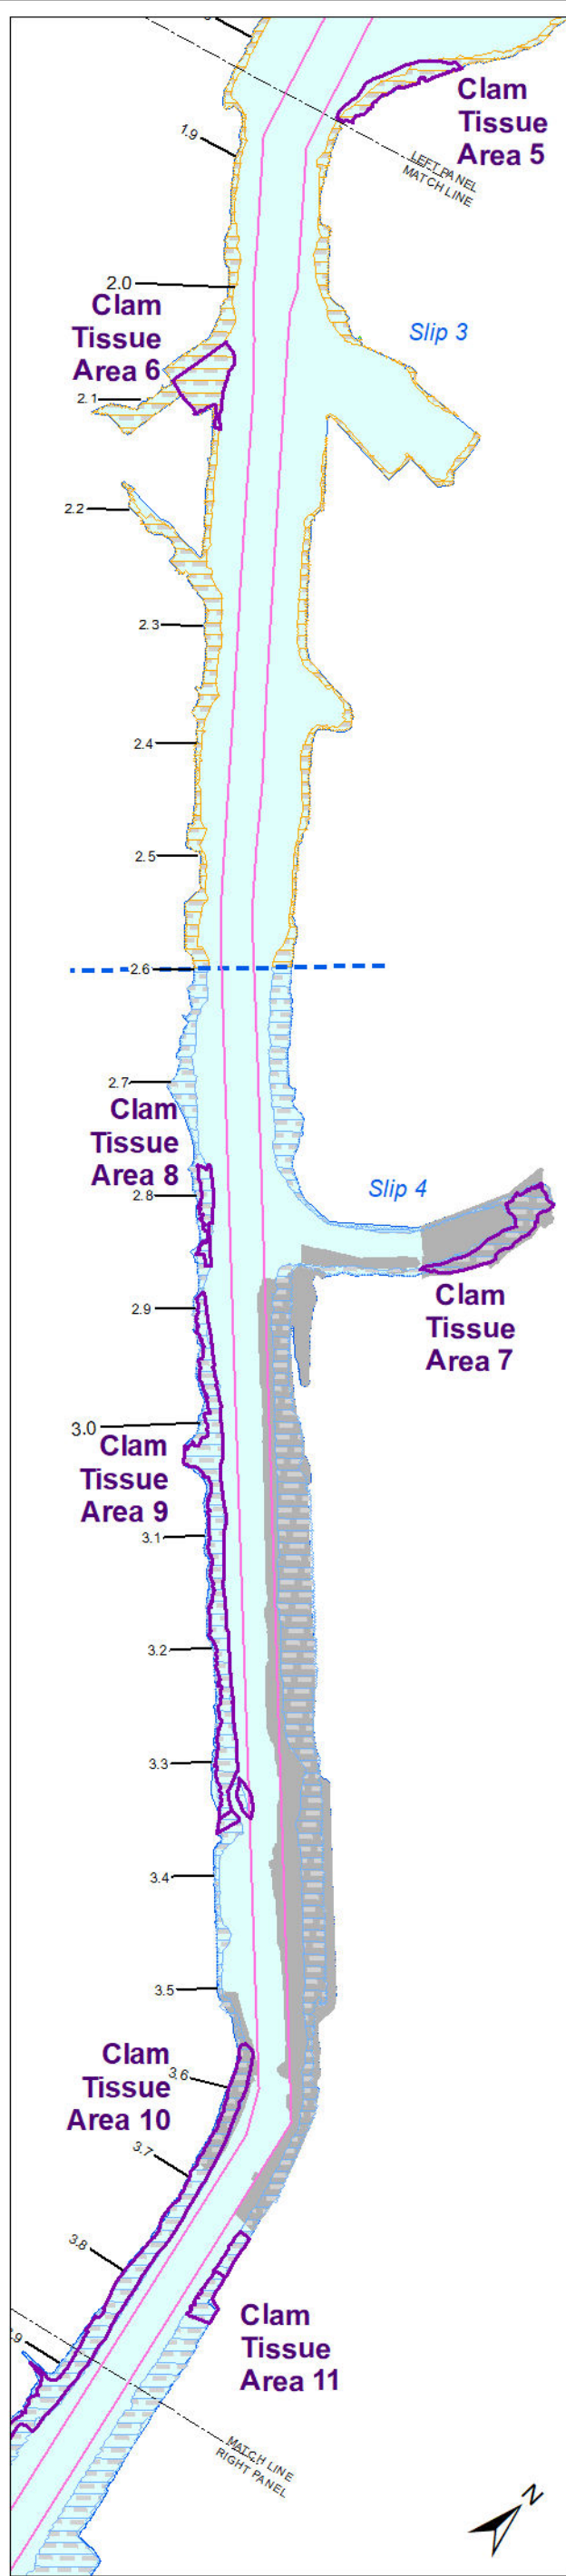 Clam
Tissue
Area 5
1.9
LEFT PANEL
MATCH LINE
2.0
Clam
Tissue
Area 6
Slip 3
2.1
2.2
2.3
2.4
2.5
2.6
2.7
Clam
Tissue
Area 8
Slip 4
2.8
Clam
Tissue
Area 7
2.9
3.0
Clam
Tissue
Area 9
3.1
3.2
3.3
3.4
3.5
Clam
Tissue
Area 10
3.6
3.7
3.8
.9
Clam
Tissue
Area 11
MATCH LINE
RIGHT PANEL
N